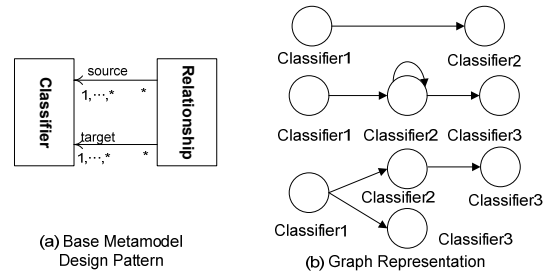 Classifier
Relationship
source
1,⋯,*
*
target
1,⋯,*
*
(a) Base Metamodel
Design Pattern
Classifier1
Classifier2
Classifier1
Classifier2
Classifier3
Classifier1
Classifier2
Classifier3
Classifier3
(b) Graph Representation